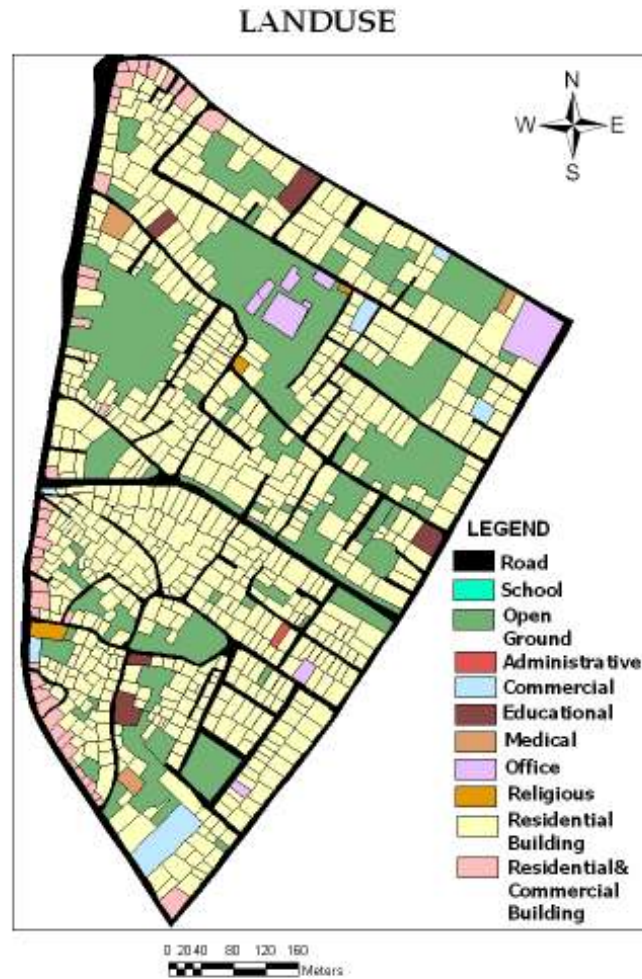 LANDUSE
N
W E
S
LEGEND
Road
School
Open
Ground
Administrative
Commercial
Educational
Medical
Office
Religious
Residential
Building
Residential&
Commercial
Building
0 20 40 80 120 160
Meters